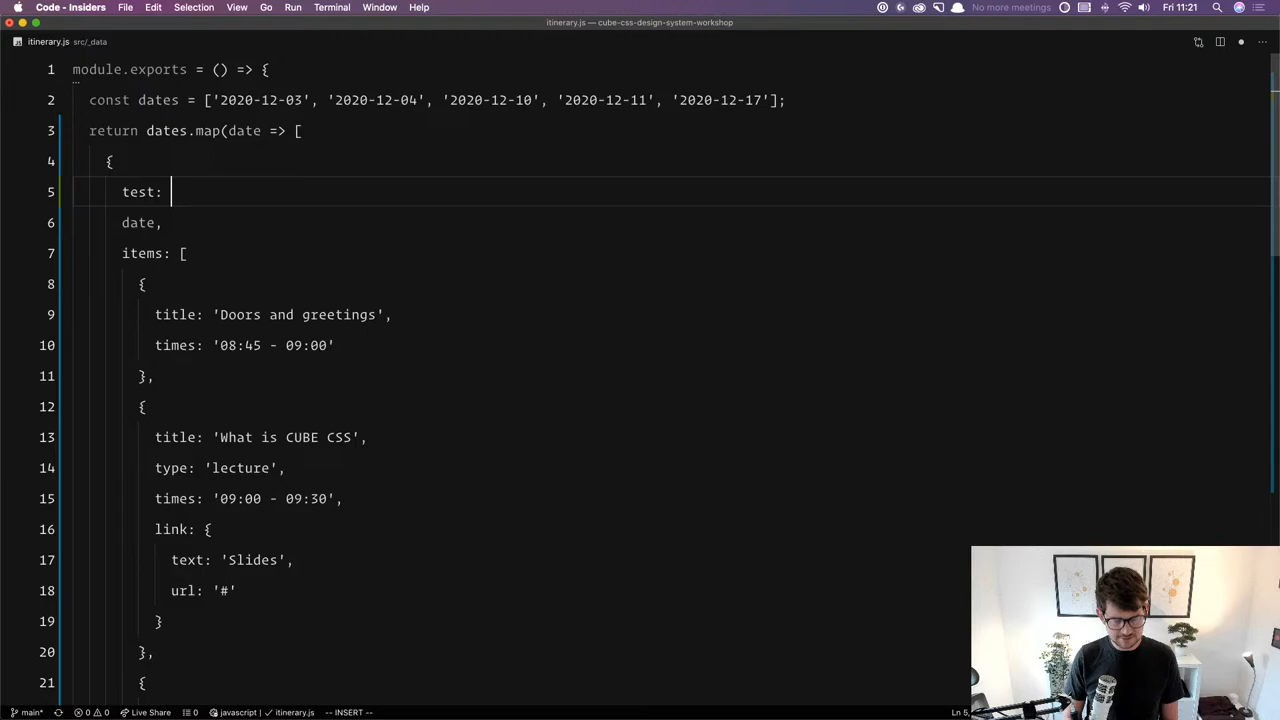 Code - Insiders File Edit Selection View Go Run Terminal Window Help No more meetings Fri 11:21
itinerary.js — cube-css-design-system-workshop
itinerary.js src/_data
1 module.exports = () => {
2 const dates = ['2020-12-03', '2020-12-04', '2020-12-10', '2020-12-11', '2020-12-17'];
3 return dates.map(date => [
4 {
5 test:
6 date,
7 items: [
8 {
9 title: 'Doors and greetings',
10 times: '08:45 - 09:00'
11 },
12 {
13 title: 'What is CUBE CSS',
14 type: 'lecture',
15 times: '09:00 - 09:30',
16 link: {
17 text: 'Slides',
18 url: '#'
19 }
20 },
21 {
main* 0 0 Live Share 0 javascript | itinerary.js -- INSERT -- Ln 5,